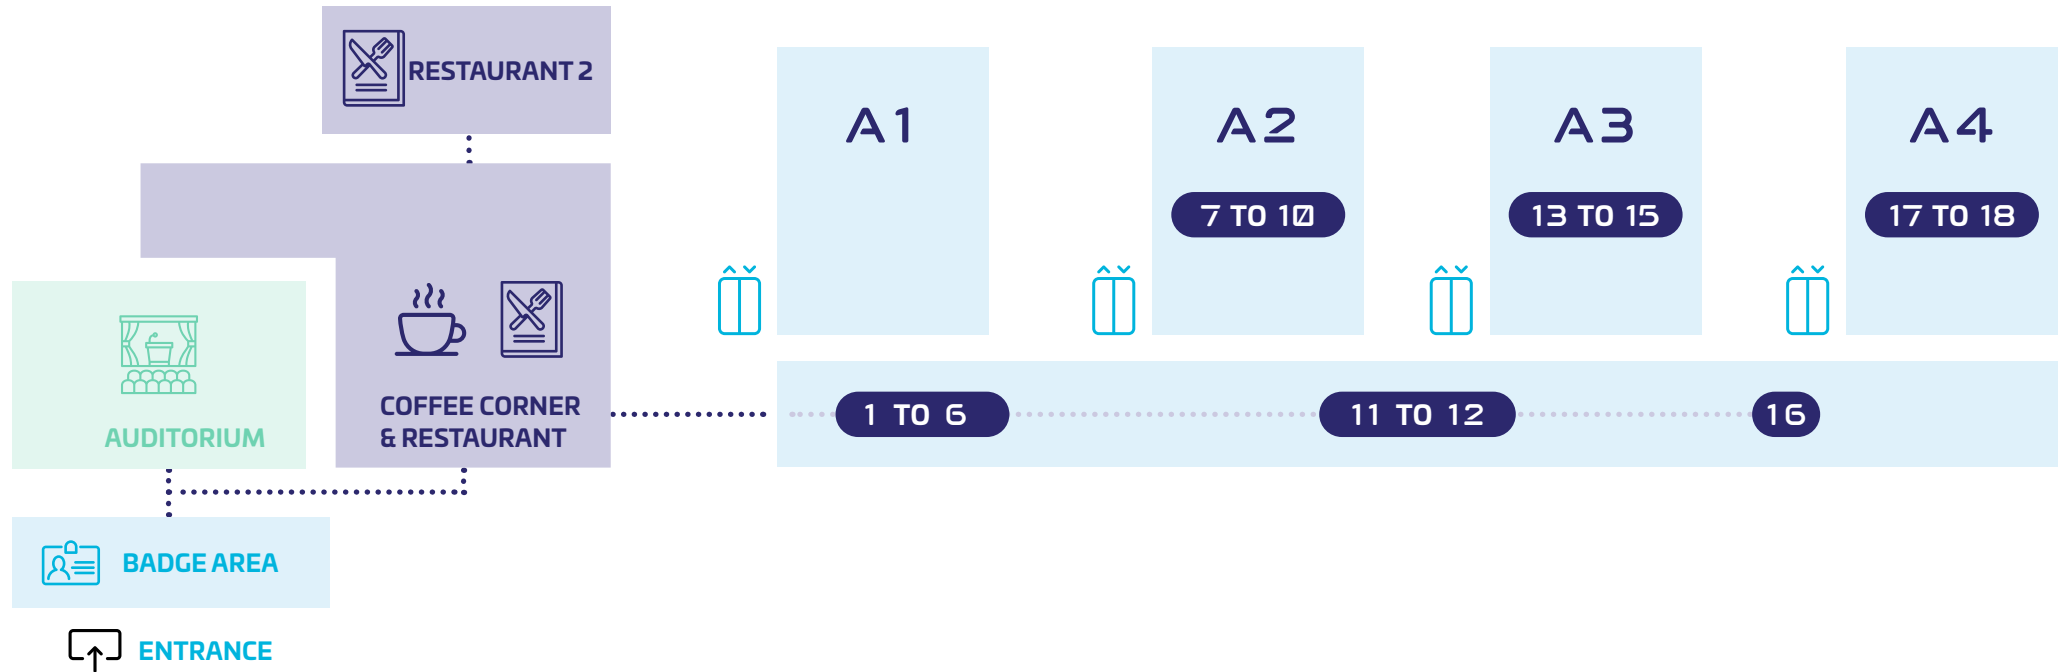 RESTAURANT 2
A1
A2
A3
A4
7 TO 10
13 TO 15
17 TO 18
COFFEE CORNER
& RESTAURANT
AUDITORIUM
1 TO 6
11 TO 12
16
BADGE AREA
ENTRANCE